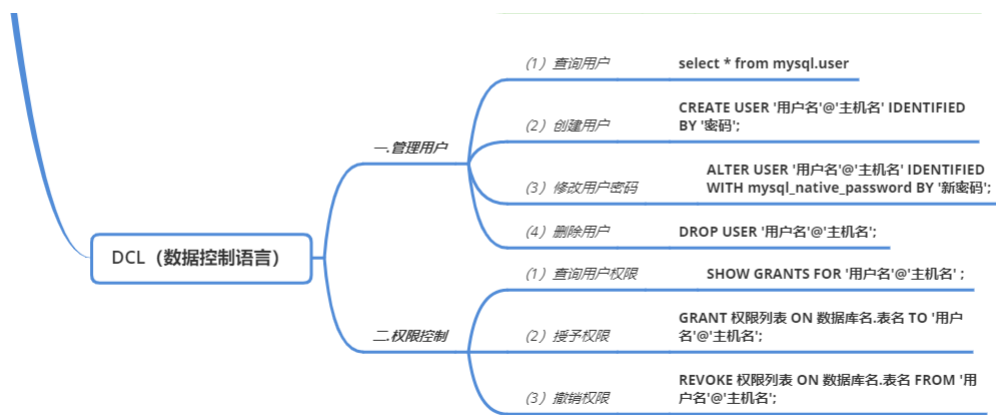 (1) 查询用户
select * from mysql.user
(2) 创建用户
CREATE USER '用户名'@'主机名' IDENTIFIED
BY '密码';
一.管理用户
(3) 修改用户密码
ALTER USER '用户名'@'主机名' IDENTIFIED
WITH mysql_native_password BY '新密码';
(4) 删除用户
DROP USER '用户名'@'主机名';
DCL（数据控制语言）
(1) 查询用户权限
SHOW GRANTS FOR '用户名'@'主机名' ;
二.权限控制
(2) 授予权限
GRANT 权限列表 ON 数据库名.表名 TO '用户
名'@'主机名';
(3) 撤销权限
REVOKE 权限列表 ON 数据库名.表名 FROM '用
户名'@'主机名';